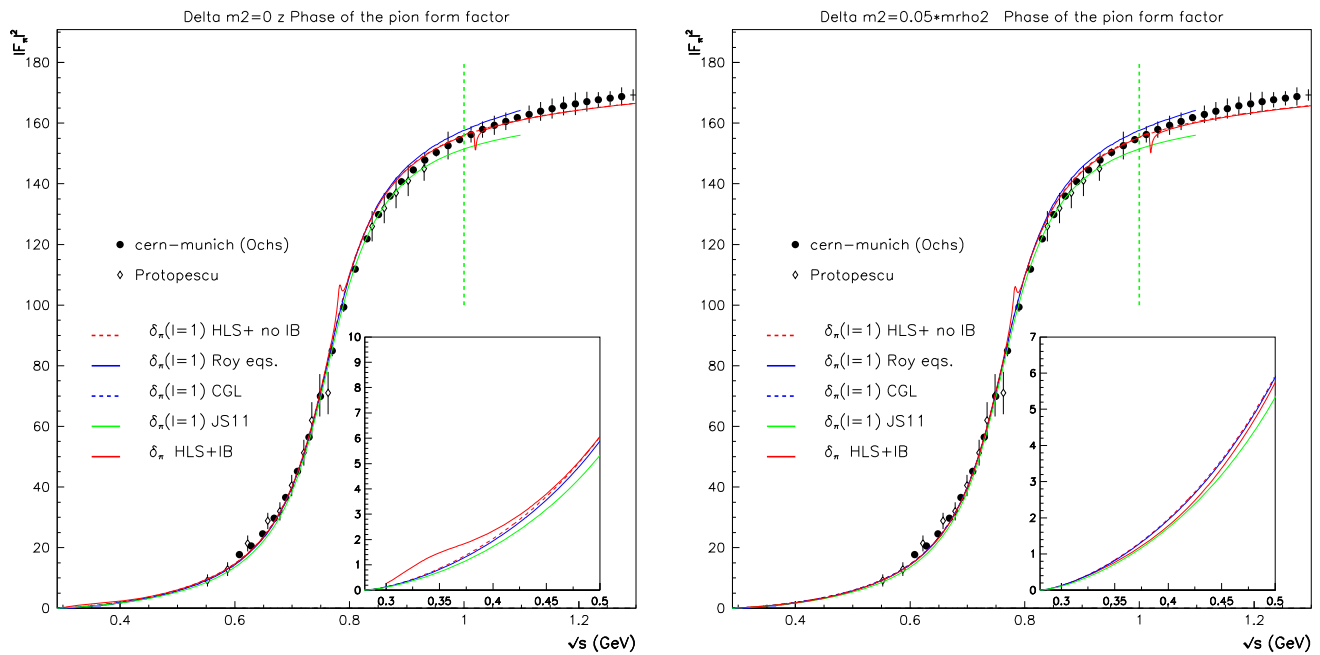 Delta m2=0 z Phase of the pion form factor
|F_π|²
180
160
140
120
100
80
60
40
20
0
cern-munich (Ochs)
Protopescu
δ_π(I=1) HLS+ no IB
δ_π(I=1) Roy eqs.
δ_π(I=1) CGL
δ_π(I=1) JS11
δ_π HLS+IB
10
9
8
7
6
5
4
3
2
1
0
0.3 0.35 0.4 0.45 0.5
0.4 0.6 0.8 1 1.2
√s (GeV)
Delta m2=0.05*mrho2 Phase of the pion form factor
|F_π|²
180
160
140
120
100
80
60
40
20
0
cern-munich (Ochs)
Protopescu
δ_π(I=1) HLS+ no IB
δ_π(I=1) Roy eqs.
δ_π(I=1) CGL
δ_π(I=1) JS11
δ_π HLS+IB
7
6
5
4
3
2
1
0
0.3 0.35 0.4 0.45 0.5
0.4 0.6 0.8 1 1.2
√s (GeV)